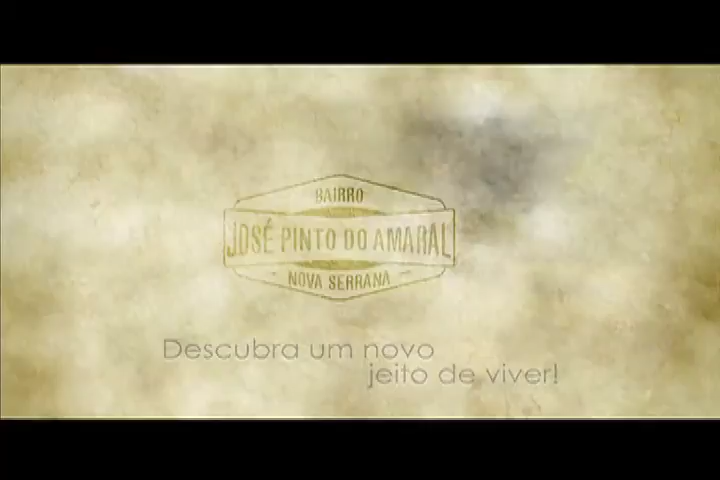 BAIRRO
JOSÉ PINTO DO AMARAL
NOVA SERRANA
Descubra um novo
jeito de viver!